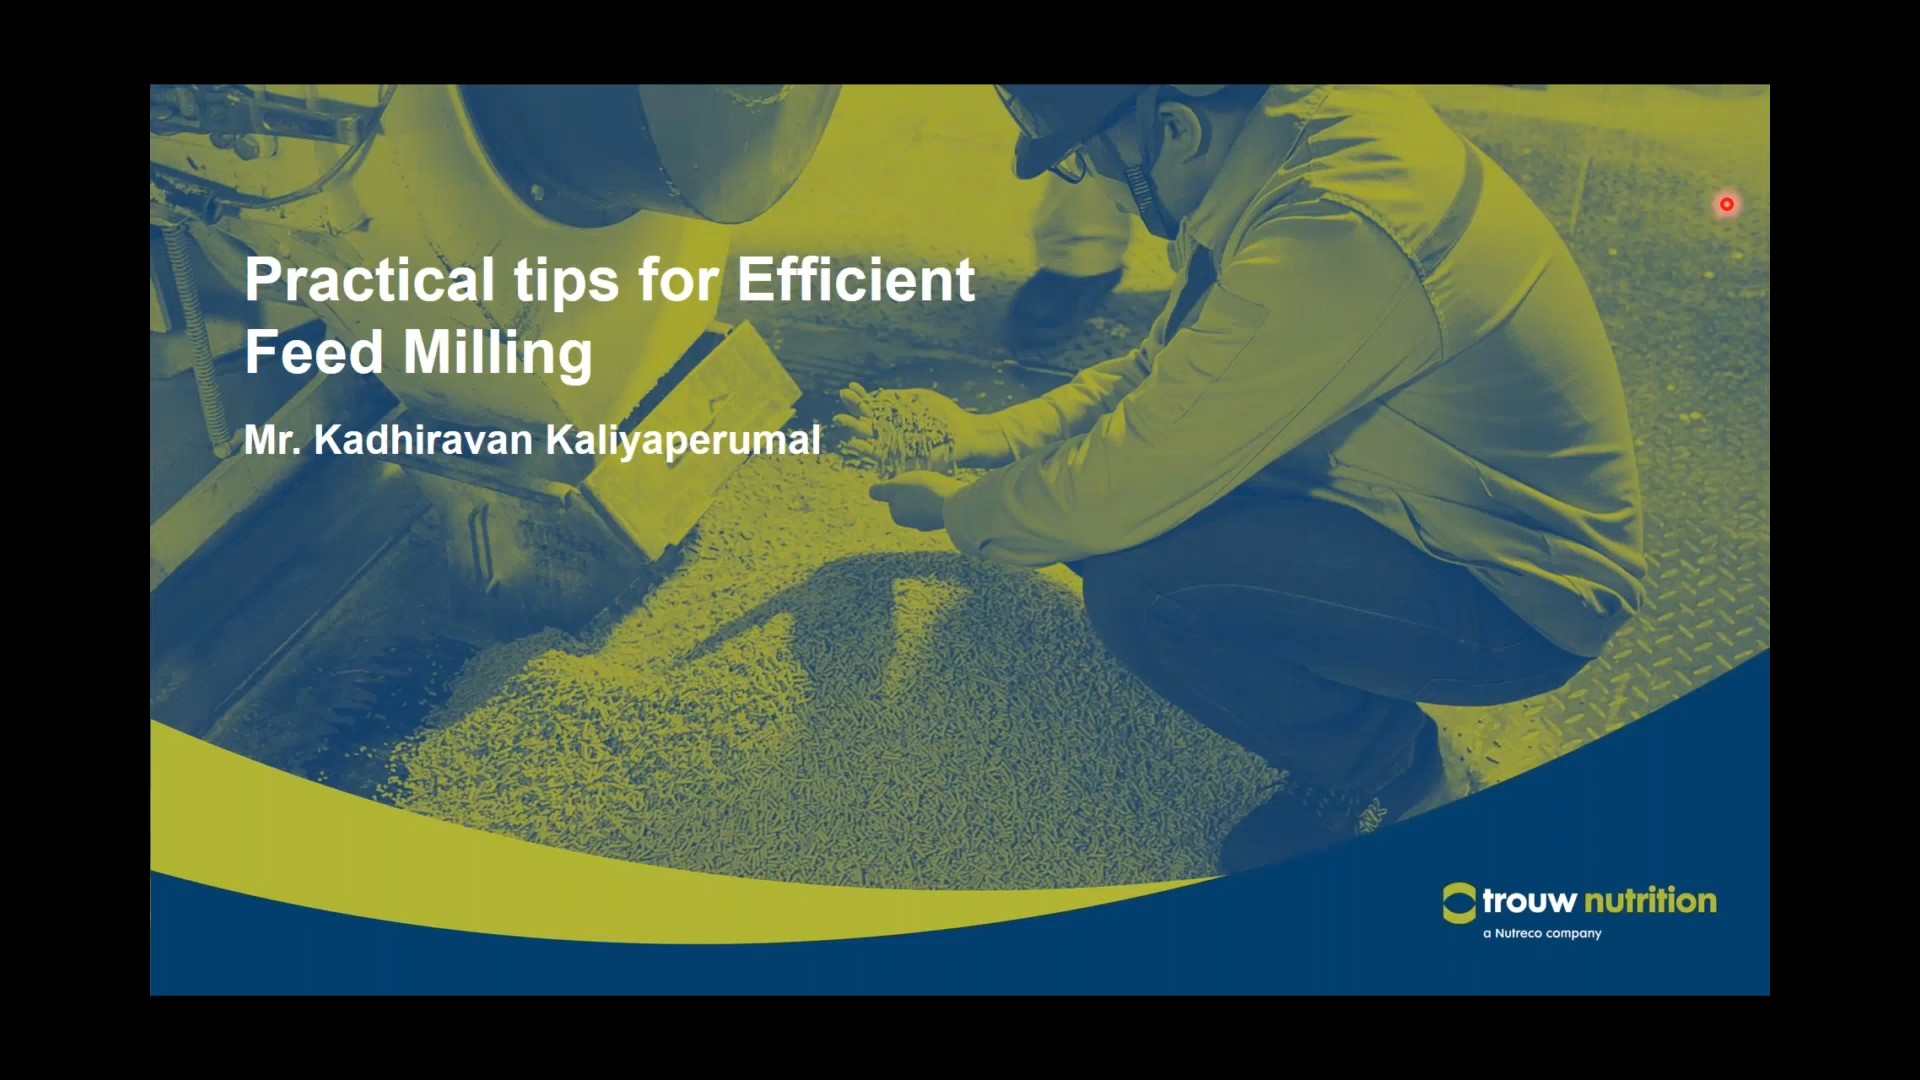 Practical tips for Efficient
Feed Milling
Mr. Kadhiravan Kaliyaperumal
trouw nutrition
a Nutreco company